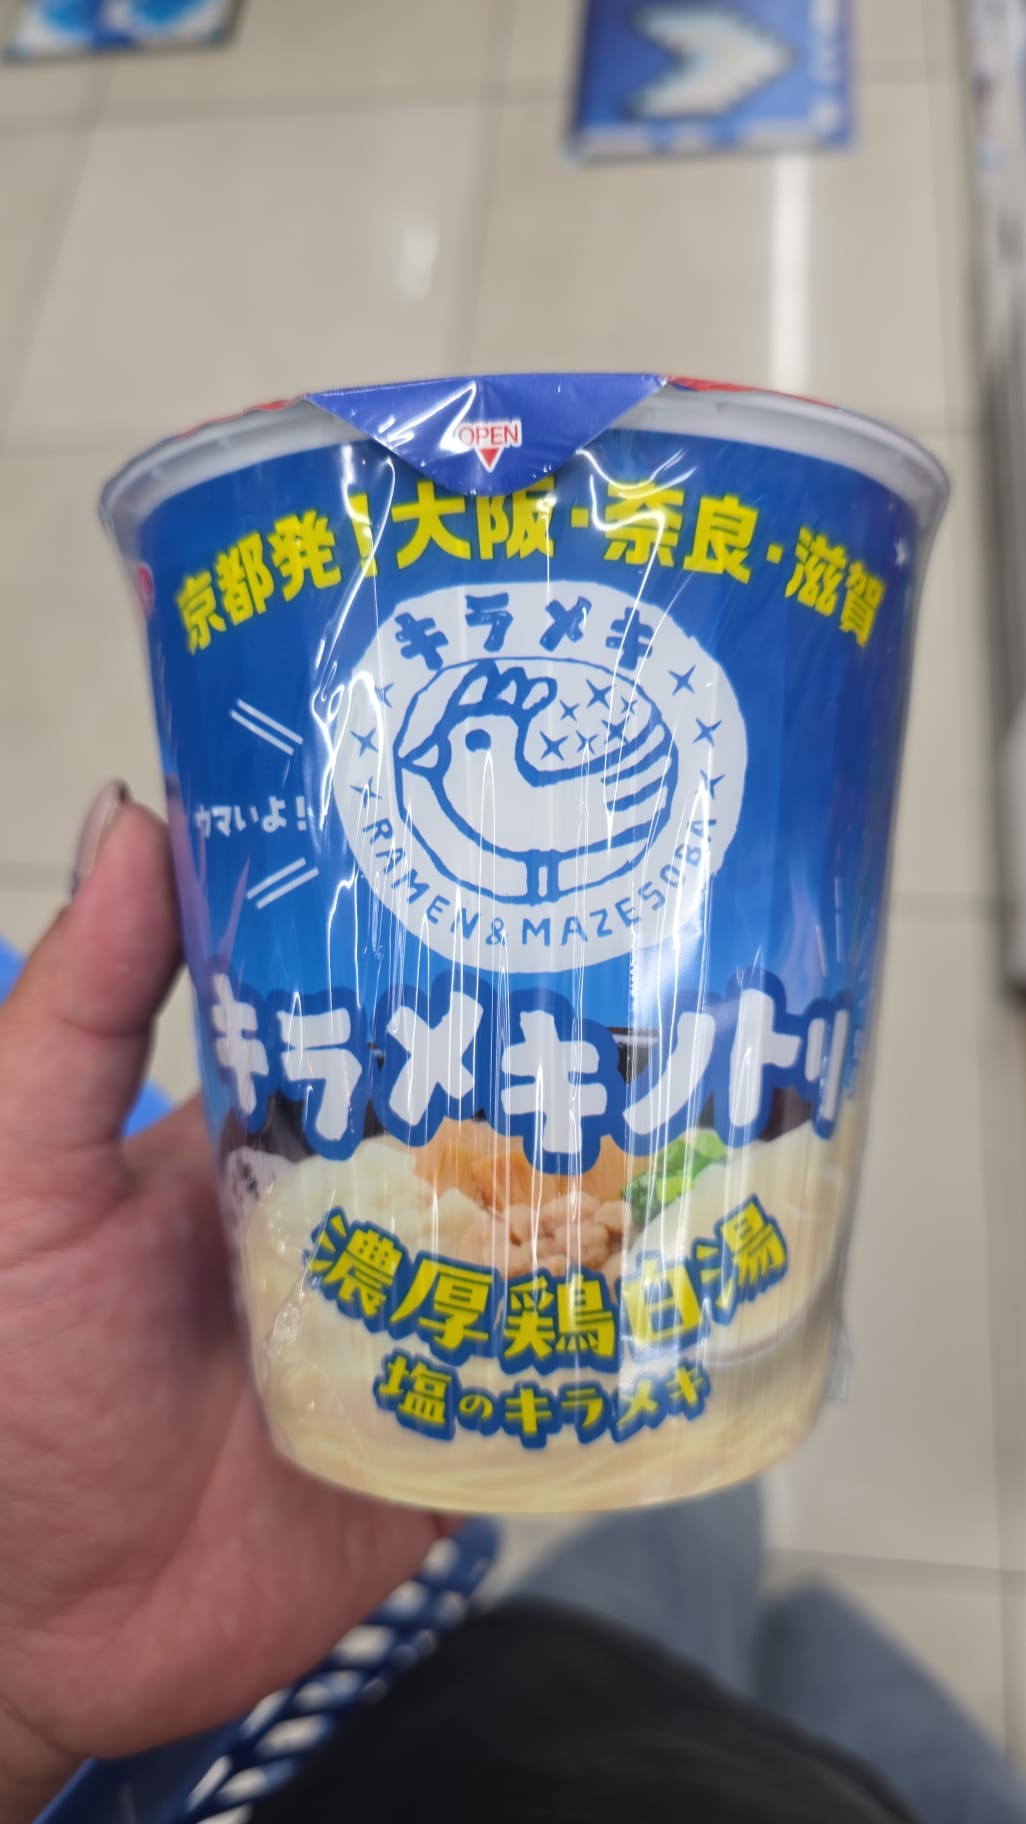 OPEN
京都発!大阪・奈良・滋賀
キラメキ
RAMEN&MAZESOBA
ウマいよ!
キラメキノトリ
濃厚鶏白湯
塩のキラメキ